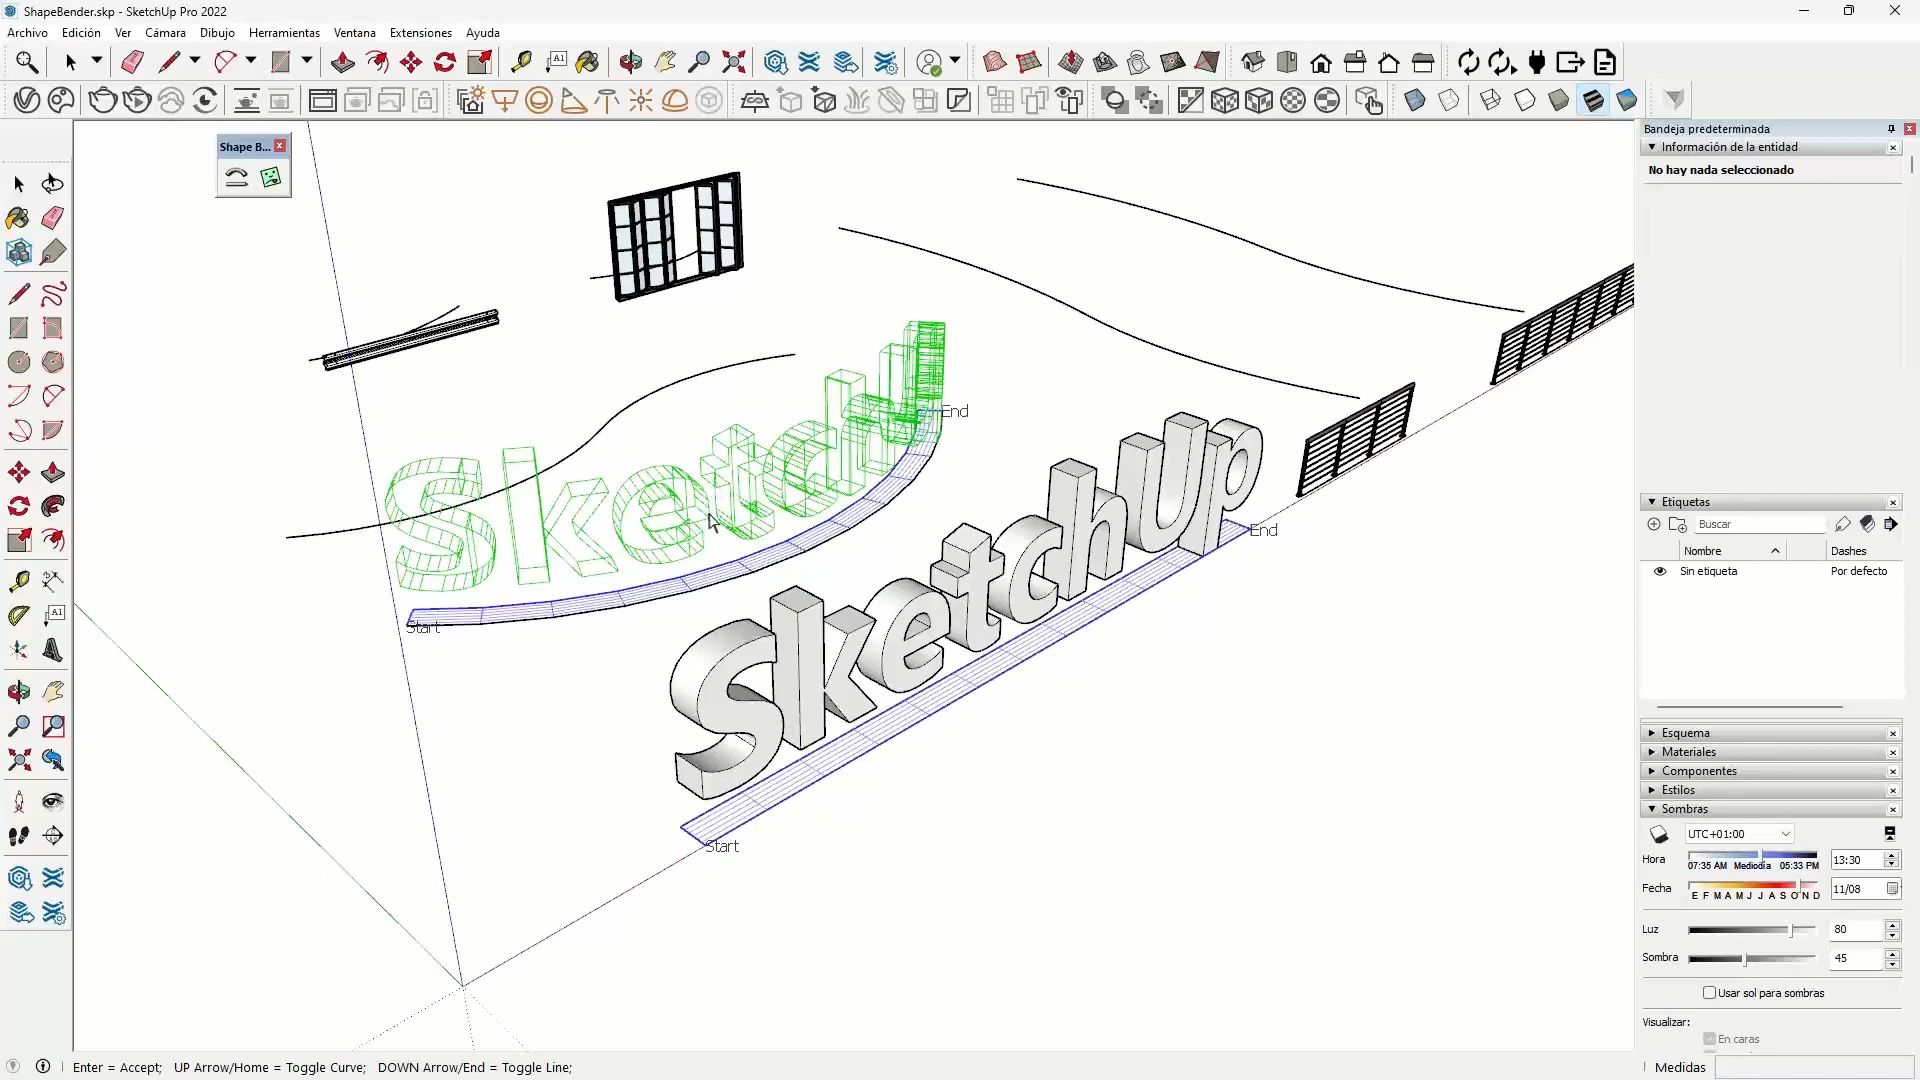 ShapeBender.skp - SketchUp Pro 2022
Archivo Edición Ver Cámara Dibujo Herramientas Ventana Extensiones Ayuda
A1
Shape B...
Bandeja predeterminada
Información de la entidad
No hay nada seleccionado
End
SketchU
SketchUp
End
Start
Start
A1
Etiquetas
Buscar
Nombre Dashes
Sin etiqueta Por defecto
Esquema
Materiales
Componentes
Estilos
Sombras
UTC+01:00
Hora 07:35 AM Mediodía 05:33 PM 13:30
Fecha E F M A M J J A S O N D 11/08
Luz 80
Sombra 45
Usar sol para sombras
Visualizar:
En caras
Enter = Accept; UP Arrow/Home = Toggle Curve; DOWN Arrow/End = Toggle Line;
Medidas